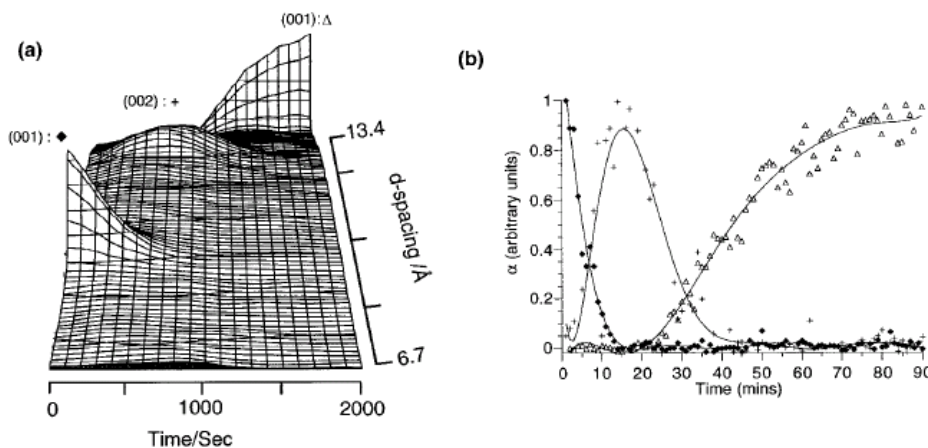 (a)
(001):Δ
(002) : +
(001): ◆
13.4
d-spacing /Å
6.7
0
1000
2000
Time/Sec
(b)
α (arbitrary units)
1
0.8
0.6
0.4
0.2
0
0 10 20 30 40 50 60 70 80 90
Time (mins)